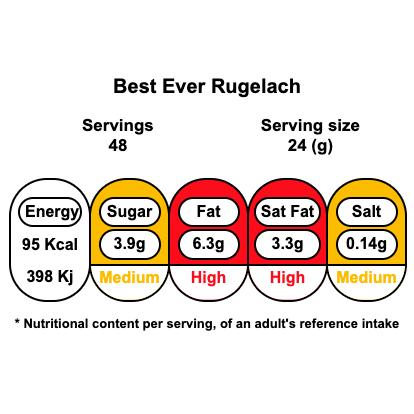 Best Ever Rugelach
Servings Serving size
48 24 (g)
Energy Sugar Fat Sat Fat Salt
95 Kcal 3.9g 6.3g 3.3g 0.14g
398 Kj Medium High High Medium
* Nutritional content per serving, of an adult's reference intake